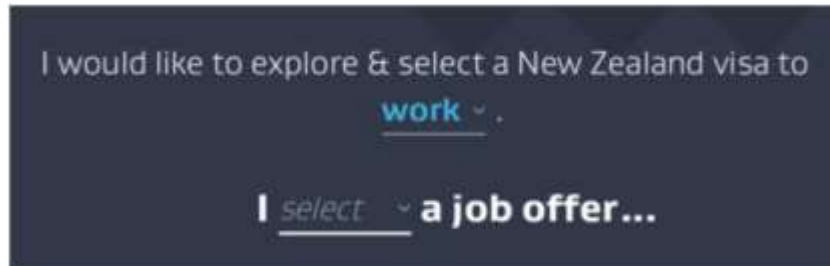 I would like to explore & select a New Zealand visa to
work .
I select a job offer...